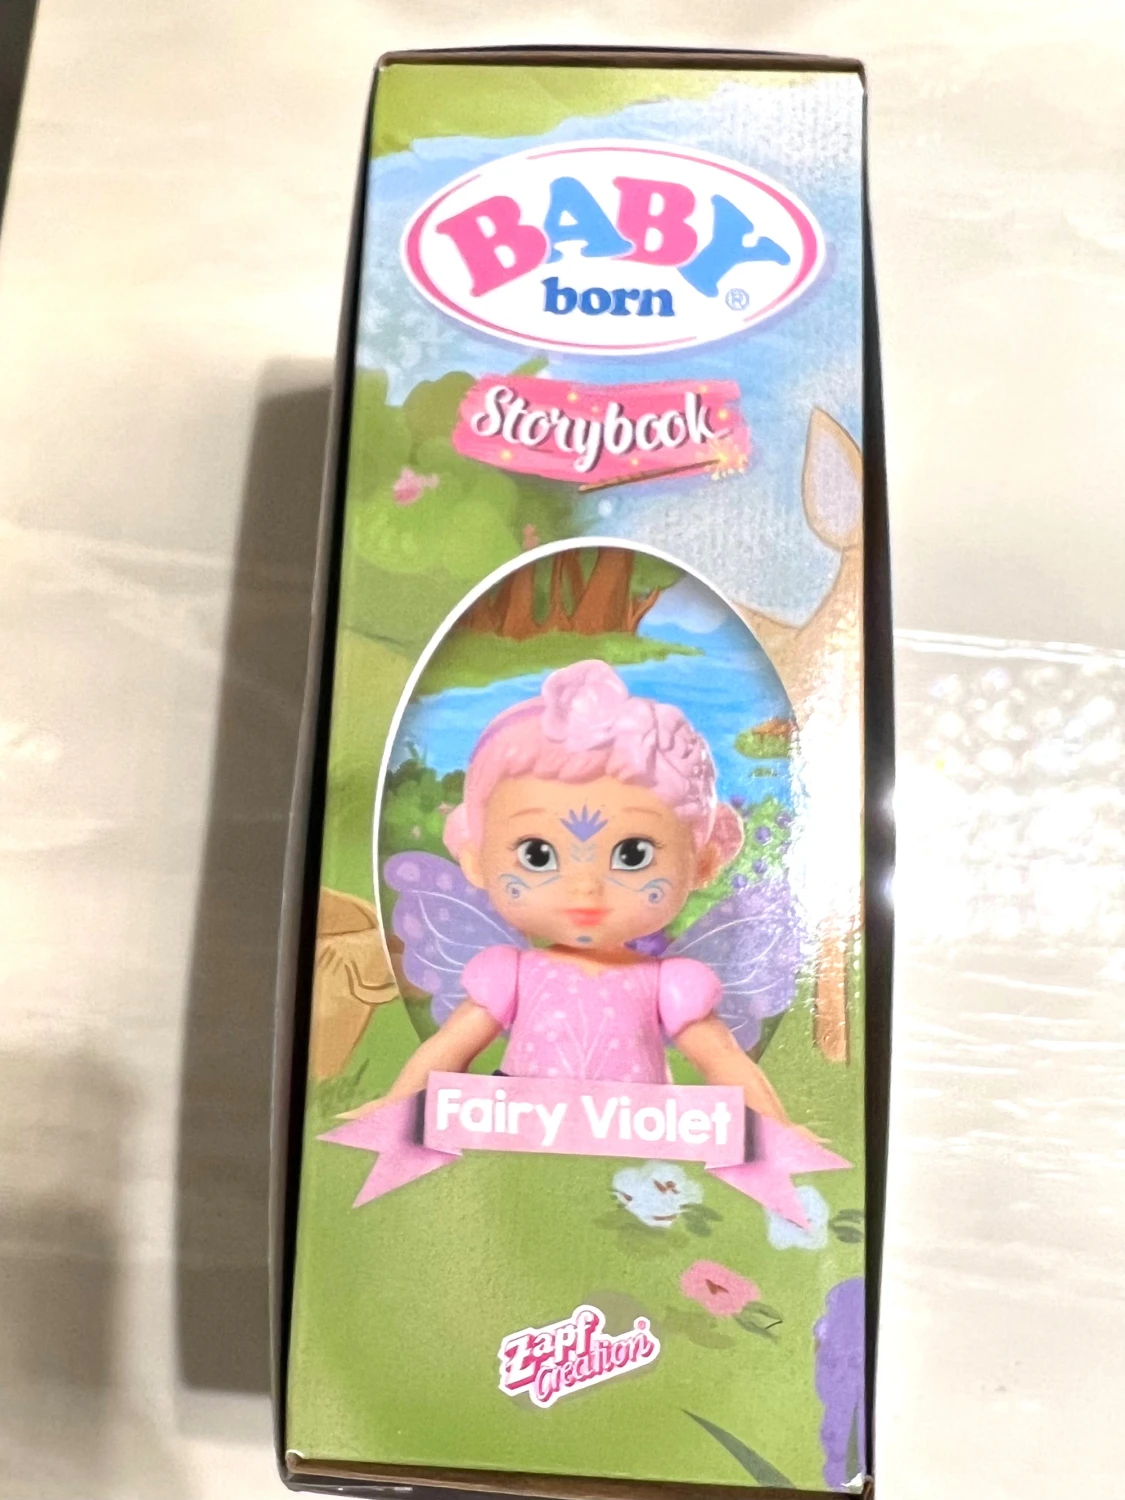 BABY
born ®
Storybook
Fairy Violet
Zapf
Creation